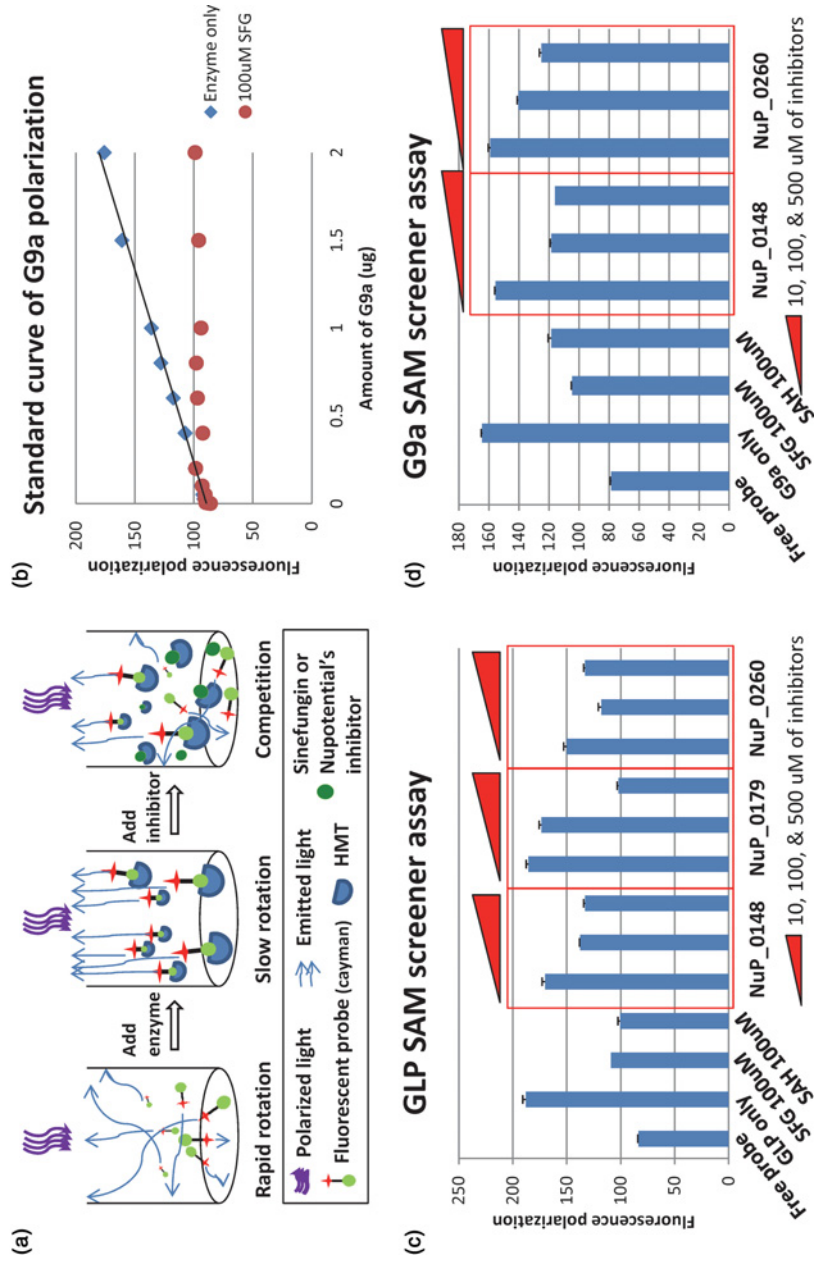 (a)
Add
enzyme
Add
inhibitor
Rapid rotation
Slow rotation
Competition
Polarized light
Emitted light
Sinefungin or
Nupotential's
inhibitor
Fluorescent probe (cayman)
HMT
(b)
Standard curve of G9a polarization
Fluorescence polarization
200
150
100
50
0
0
0.5
1
1.5
2
Amount of G9a (ug)
Enzyme only
100uM SFG
(c)
GLP SAM screener assay
Fluorescence polarization
250
200
150
100
50
0
Free probe
GLP only
SFG 100uM
SAH 100uM
NuP_0148
NuP_0179
NuP_0260
10, 100, & 500 uM of inhibitors
(d)
G9a SAM screener assay
Fluorescence polarization
180
160
140
120
100
80
60
40
20
0
Free probe
G9a only
SFG 100uM
SAH 100uM
NuP_0148
NuP_0260
10, 100, & 500 uM of inhibitors